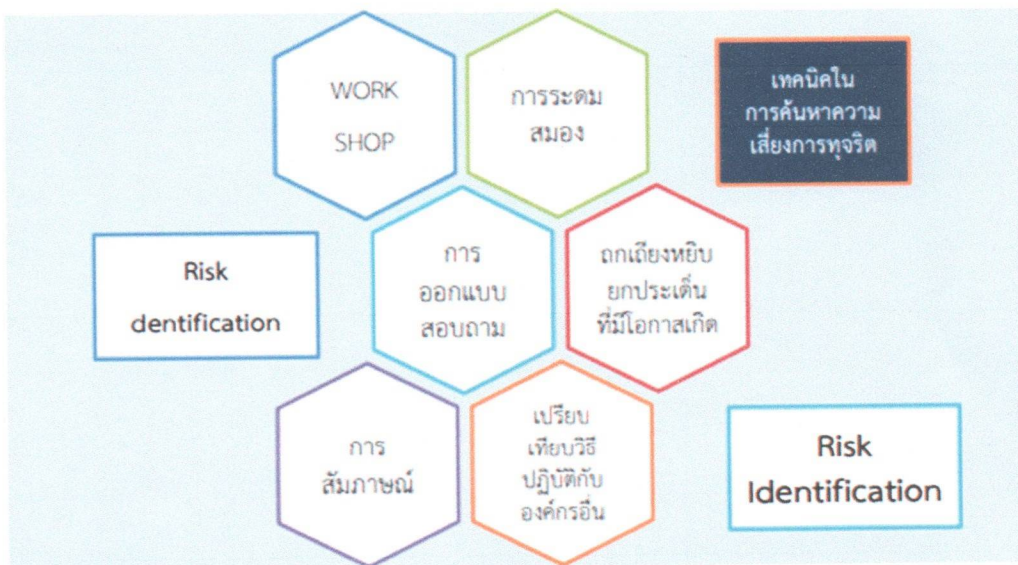 WORK
SHOP
การระดม
สมอง
เทคนิคใน
การค้นหาความ
เสี่ยงการทุจริต
Risk
dentification
การ
ออกแบบ
สอบถาม
ถกเถียงหยิบ
ยกประเด็น
ที่มีโอกาสเกิด
การ
สัมภาษณ์
เปรียบ
เทียบวิธี
ปฏิบัติกับ
องค์กรอื่น
Risk
Identification